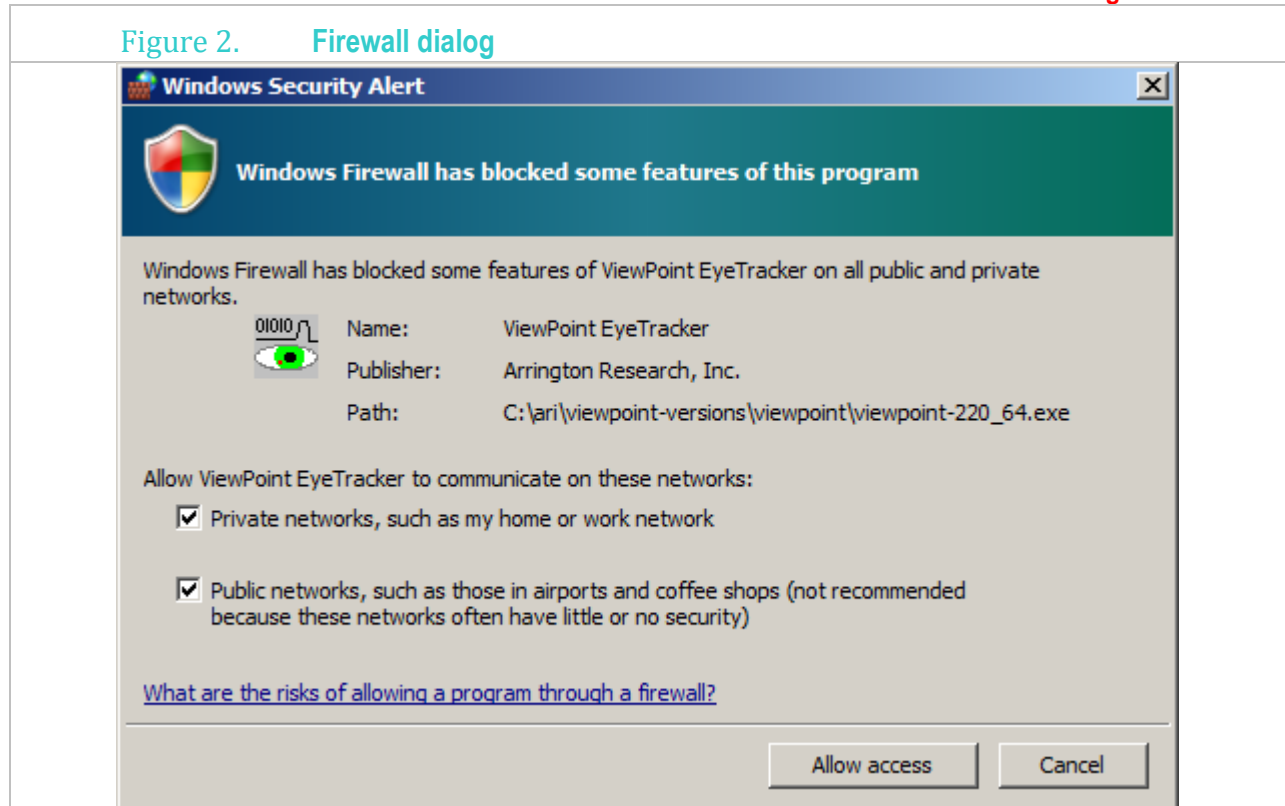 Figure 2. Firewall dialog
Windows Security Alert
Windows Firewall has blocked some features of this program
Windows Firewall has blocked some features of ViewPoint EyeTracker on all public and private
networks.
01010
Name: ViewPoint EyeTracker
Publisher: Arrington Research, Inc.
Path: C:\ari\viewpoint-versions\viewpoint\viewpoint-220_64.exe
Allow ViewPoint EyeTracker to communicate on these networks:
Private networks, such as my home or work network
Public networks, such as those in airports and coffee shops (not recommended
because these networks often have little or no security)
What are the risks of allowing a program through a firewall?
Allow access Cancel